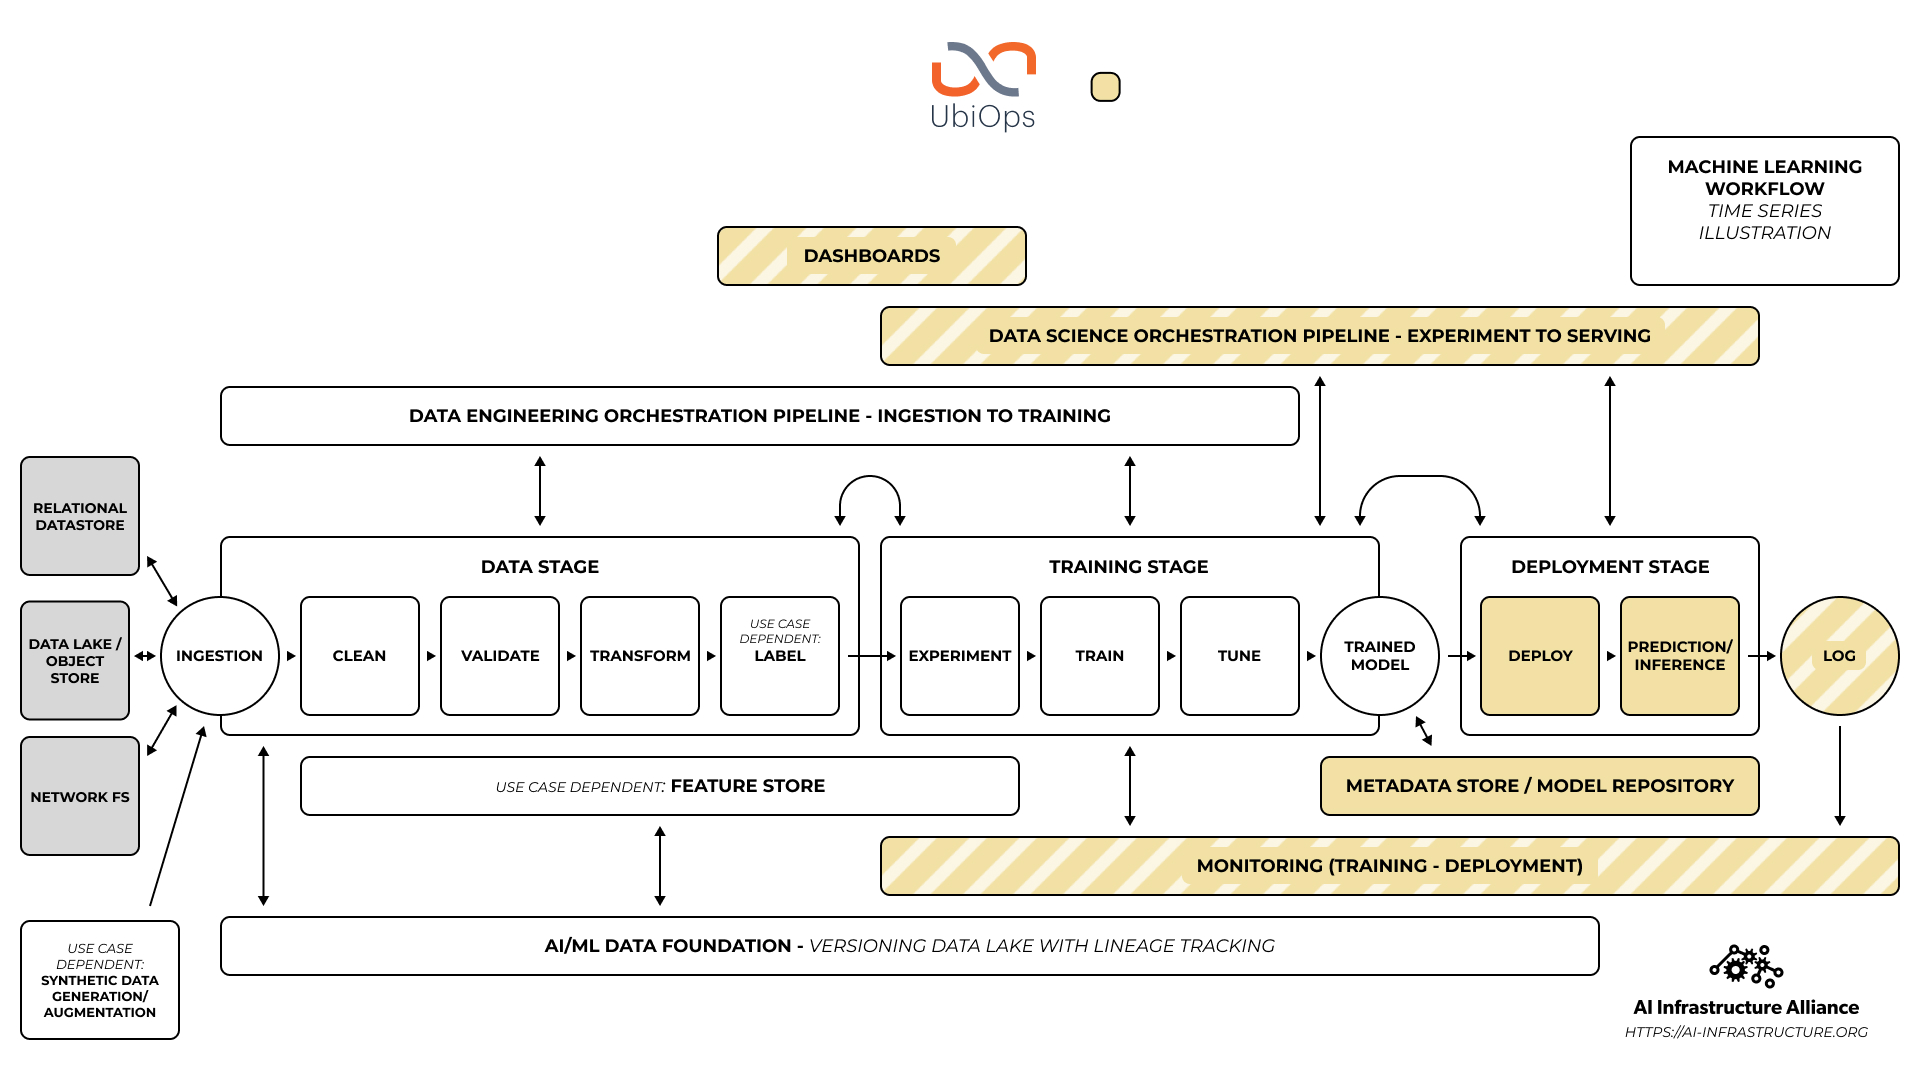 UbiOps
MACHINE LEARNING
WORKFLOW
TIME SERIES
ILLUSTRATION
DASHBOARDS
DATA SCIENCE ORCHESTRATION PIPELINE - EXPERIMENT TO SERVING
DATA ENGINEERING ORCHESTRATION PIPELINE - INGESTION TO TRAINING
RELATIONAL
DATASTORE
DATA LAKE /
OBJECT
STORE
NETWORK FS
INGESTION
DATA STAGE
CLEAN
VALIDATE
TRANSFORM
USE CASE
DEPENDENT:
LABEL
TRAINING STAGE
EXPERIMENT
TRAIN
TUNE
TRAINED
MODEL
DEPLOYMENT STAGE
DEPLOY
PREDICTION/
INFERENCE
LOG
USE CASE DEPENDENT: FEATURE STORE
METADATA STORE / MODEL REPOSITORY
MONITORING (TRAINING - DEPLOYMENT)
AI/ML DATA FOUNDATION - VERSIONING DATA LAKE WITH LINEAGE TRACKING
USE CASE
DEPENDENT:
SYNTHETIC DATA
GENERATION/
AUGMENTATION
AI Infrastructure Alliance
HTTPS://AI-INFRASTRUCTURE.ORG